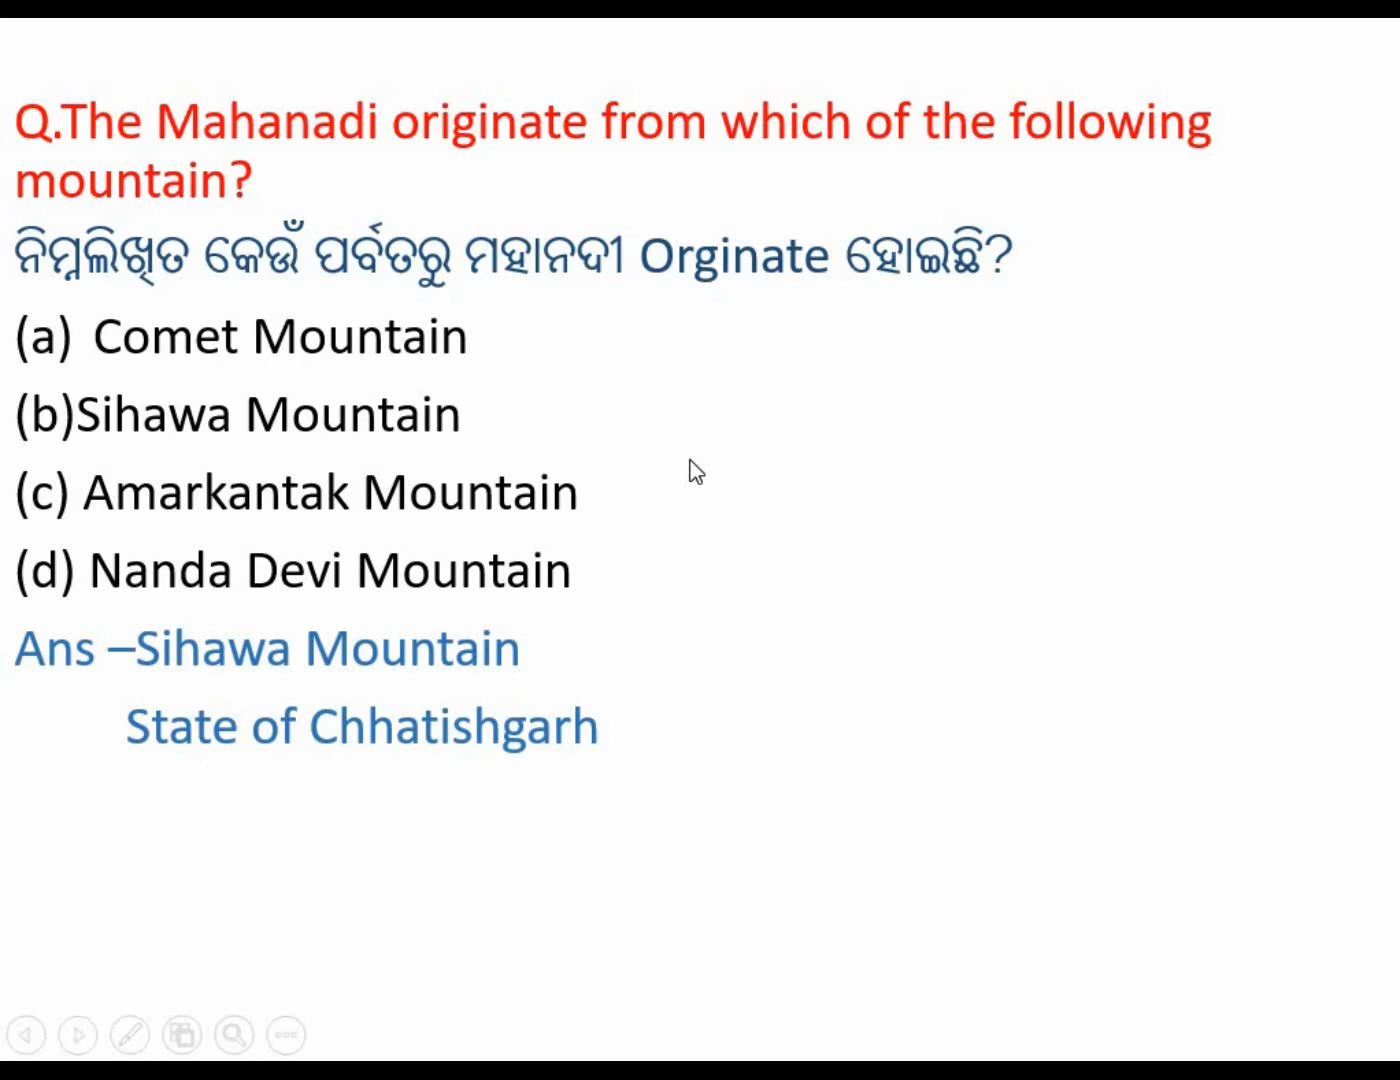 Q.The Mahanadi originate from which of the following
mountain?
ନିମ୍ନଲିଖିତ କେଉଁ ପର୍ବତରୁ ମହାନଦୀ Orginate ହୋଇଛି?
(a) Comet Mountain
(b)Sihawa Mountain
(c) Amarkantak Mountain
(d) Nanda Devi Mountain
Ans –Sihawa Mountain
State of Chhatishgarh